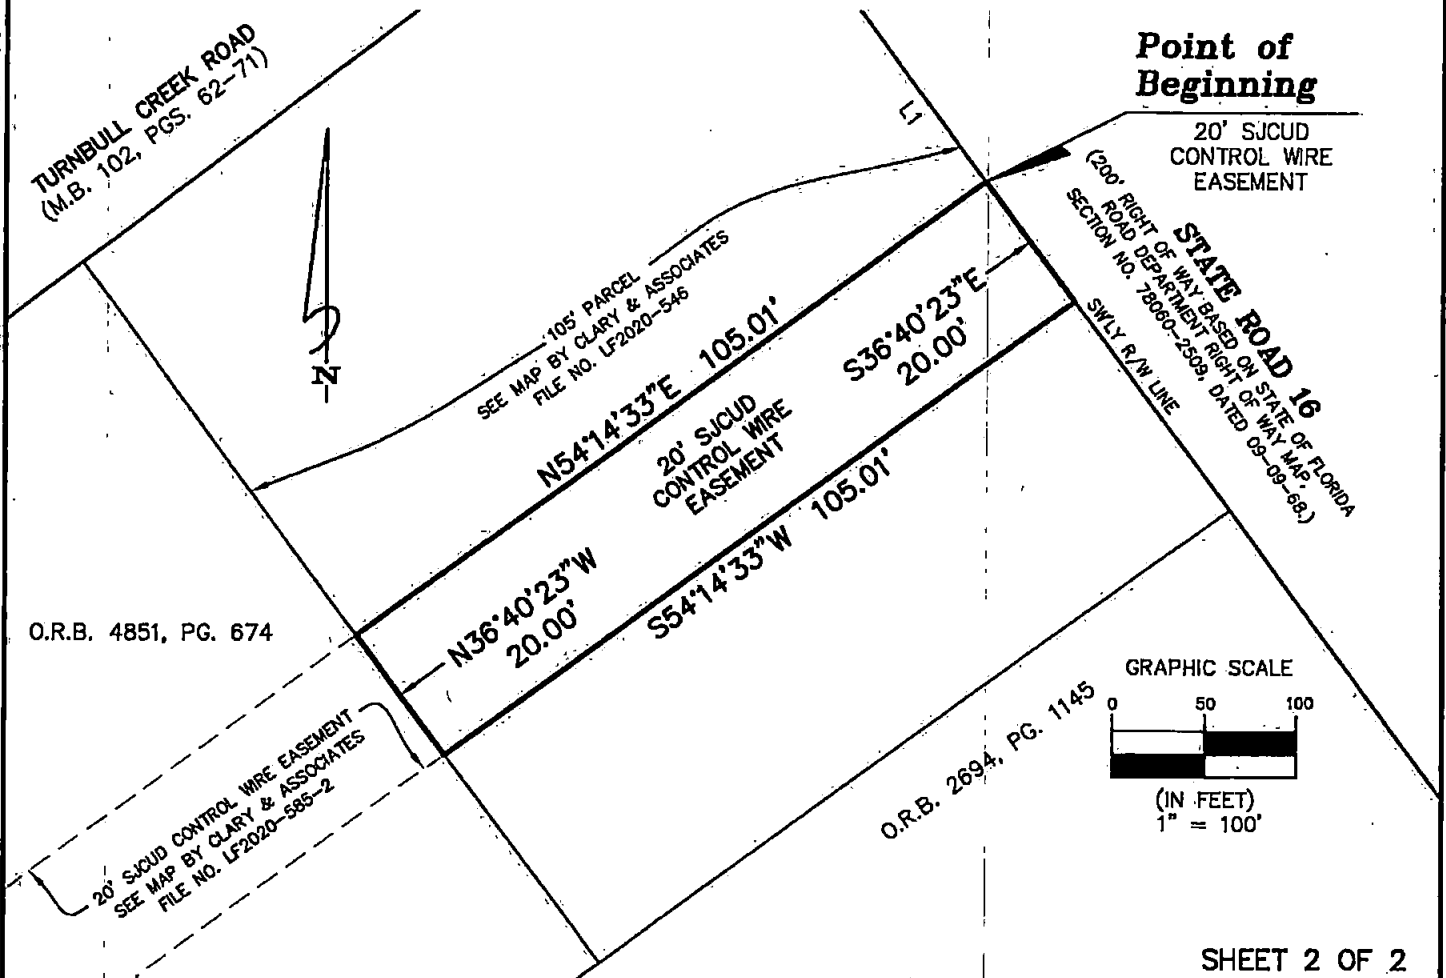 TURNBULL CREEK ROAD
(M.B. 102, PGS. 62-71)
N
L1
Point of
Beginning
20' SJCUD
CONTROL WIRE
EASEMENT
STATE ROAD 16
(200' RIGHT OF WAY BASED ON STATE OF FLORIDA
ROAD DEPARTMENT RIGHT OF WAY MAP,
SECTION NO. 78060-2509, DATED 09-09-68.)
SW'LY R/W LINE
105' PARCEL
SEE MAP BY CLARY & ASSOCIATES
FILE NO. LF2020-546
N54°14'33"E 105.01'
S36°40'23"E
20.00'
20' SJCUD
CONTROL WIRE
EASEMENT
N36°40'23"W
20.00'
S54°14'33"W 105.01'
O.R.B. 4851, PG. 674
20' SJCUD CONTROL WIRE EASEMENT
SEE MAP BY CLARY & ASSOCIATES
FILE NO. LF2020-585-2
O.R.B. 2694, PG. 1145
GRAPHIC SCALE
0 50 100
(IN FEET)
1" = 100'
SHEET 2 OF 2